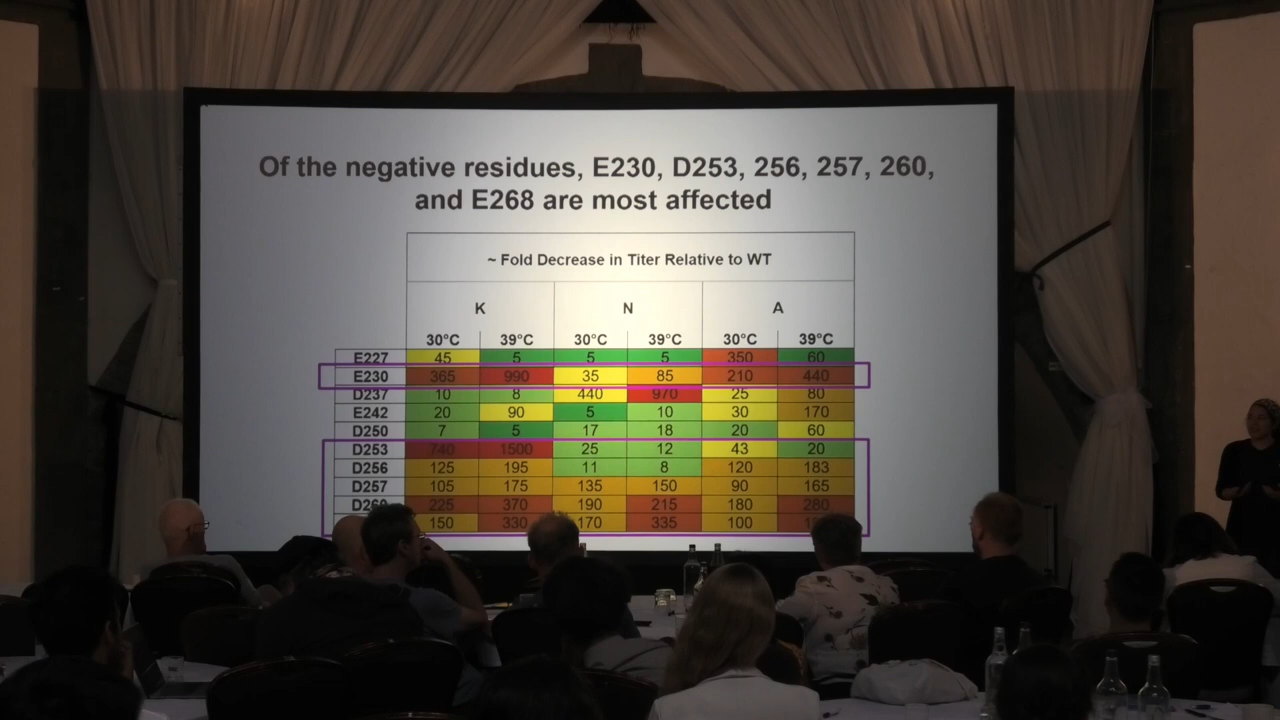 Of the negative residues, E230, D253, 256, 257, 260,
and E268 are most affected
~ Fold Decrease in Titer Relative to WT
K N A
30°C 39°C 30°C 39°C 30°C 39°C
E227 45 5 5 5 350 60
E230 365 990 35 85 210 440
D237 10 8 440 970 25 80
E242 20 90 5 10 30 170
D250 7 5 17 18 20 60
D253 740 1500 25 12 43 20
D256 125 195 11 8 120 183
D257 105 175 135 150 90 165
225 370 190 215 180 280
150 330 170 335 100